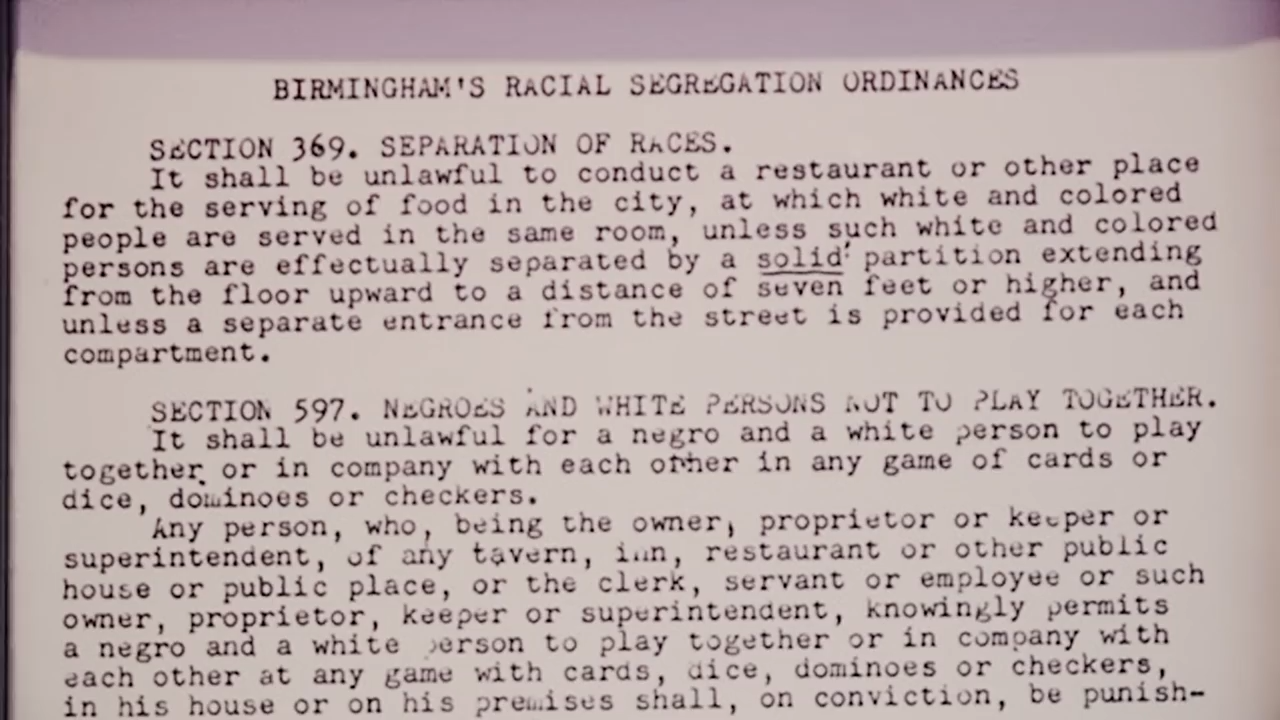 BIRMINGHAM'S RACIAL SEGREGATION ORDINANCES
SECTION 369. SEPARATION OF RACES.
It shall be unlawful to conduct a restaurant or other place
for the serving of food in the city, at which white and colored
people are served in the same room, unless such white and colored
persons are effectually separated by a solid partition extending
from the floor upward to a distance of seven feet or higher, and
unless a separate entrance from the street is provided for each
compartment.
SECTION 597. NEGROES AND WHITE PERSONS NOT TO PLAY TOGETHER.
It shall be unlawful for a negro and a white person to play
together or in company with each other in any game of cards or
dice, dominoes or checkers.
Any person, who, being the owner, proprietor or keeper or
superintendent, of any tavern, inn, restaurant or other public
house or public place, or the clerk, servant or employee or such
owner, proprietor, keeper or superintendent, knowingly permits
a negro and a white person to play together or in company with
each other at any game with cards, dice, dominoes or checkers,
in his house or on his premises shall, on conviction, be punish-